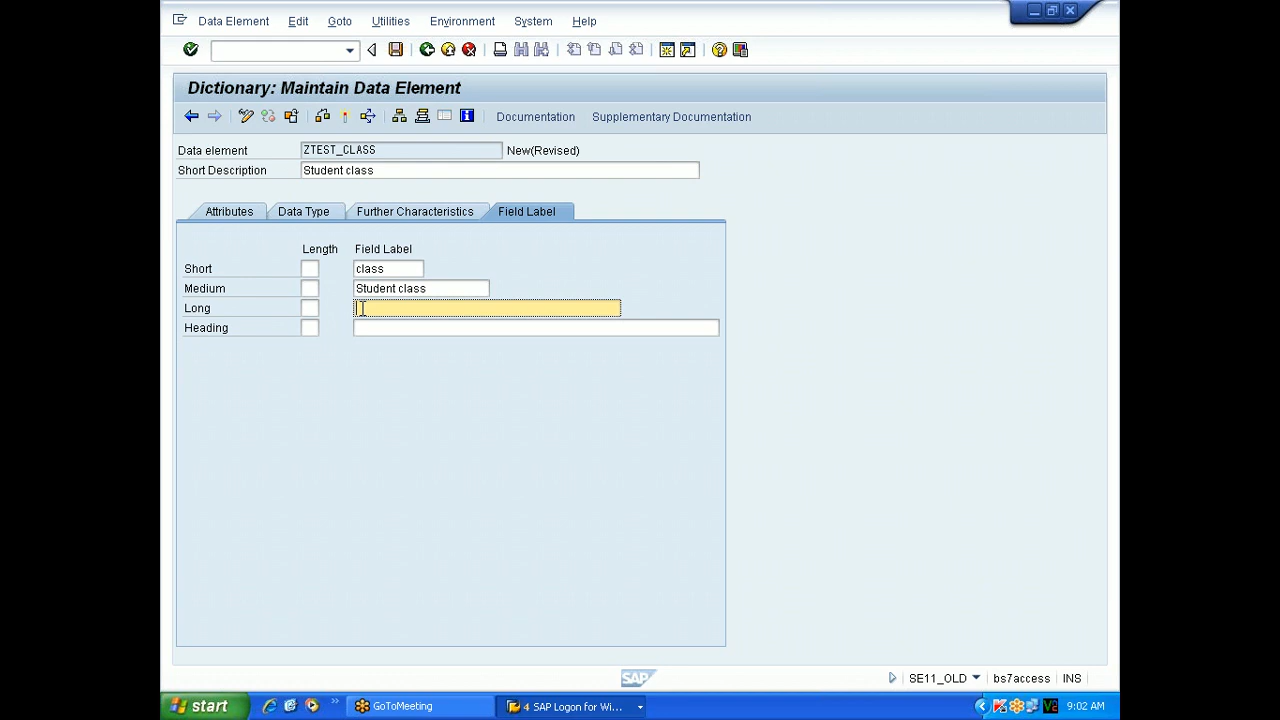 Data Element Edit Goto Utilities Environment System Help
Dictionary: Maintain Data Element
Documentation Supplementary Documentation
Data element ZTEST_CLASS New(Revised)
Short Description Student class
Attributes Data Type Further Characteristics Field Label
Length Field Label
Short class
Medium Student class
Long
Heading
SAP
SE11_OLD bs7access INS
start » GoToMeeting 4 SAP Logon for Wi... 9:02 AM